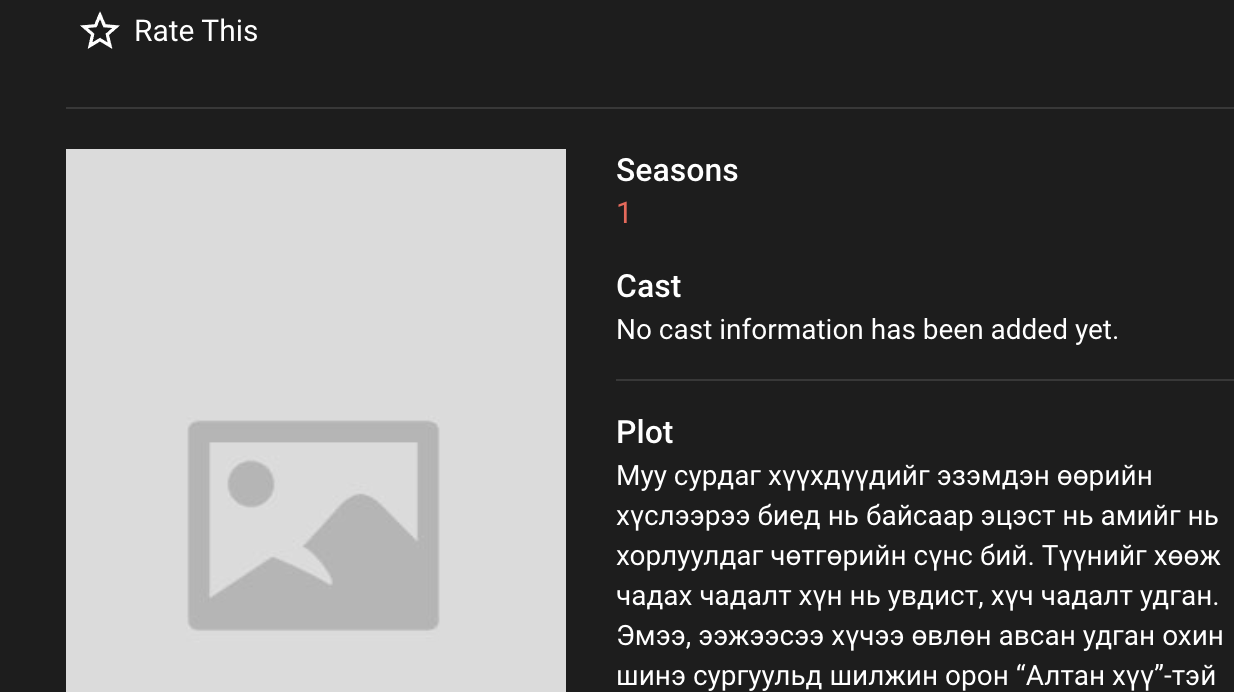 Rate This
Seasons
1
Cast
No cast information has been added yet.
Plot
Муу сурдаг хүүхдүүдийг эзэмдэн өөрийн
хүслээрээ биед нь байсаар эцэст нь амийг нь
хорлуулдаг чөтгөрийн сүнс бий. Түүнийг хөөж
чадах чадалт хүн нь увдист, хүч чадалт удган.
Эмээ, ээжээсээ хүчээ өвлөн авсан удган охин
шинэ сургуульд шилжин орон “Алтан хүү”-тэй